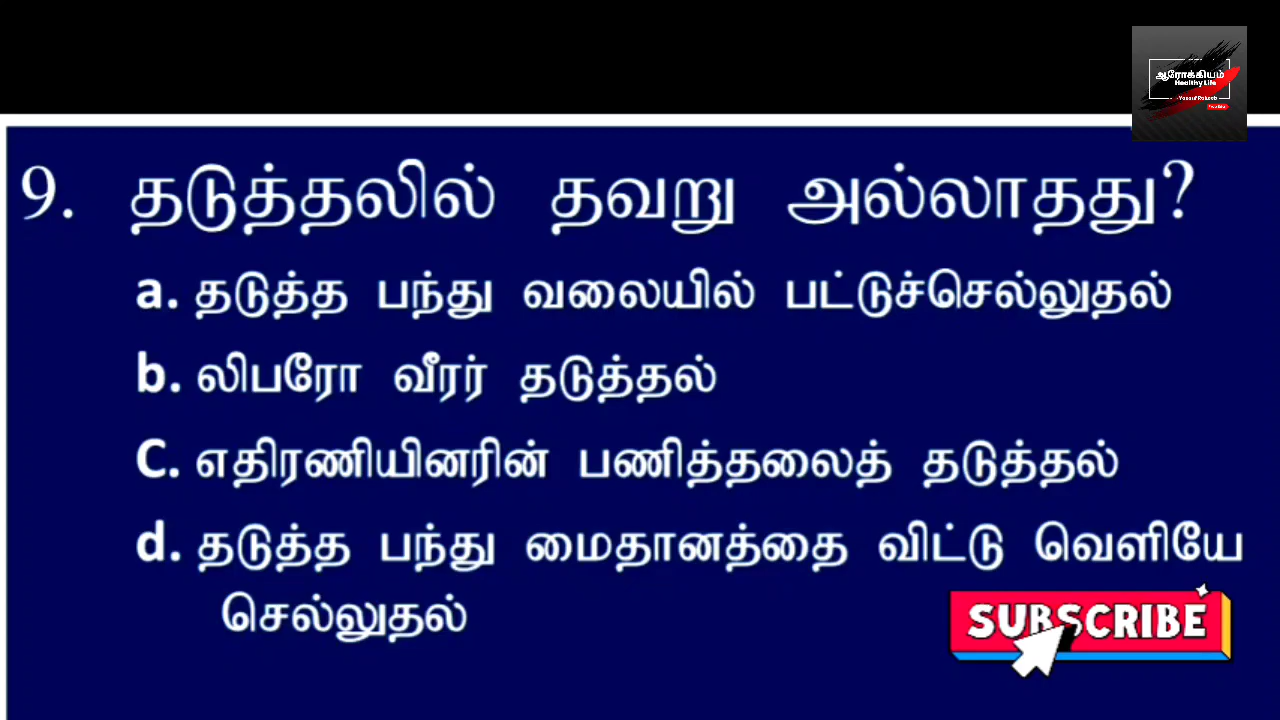 ஆரோக்கியம்
Healthy Life
9. தடுத்தலில் தவறு அல்லாதது?
a. தடுத்த பந்து வலையில் பட்டுச்செல்லுதல்
b. லிபரோ வீரர் தடுத்தல்
C. எதிரணியினரின் பணித்தலைத் தடுத்தல்
d. தடுத்த பந்து மைதானத்தை விட்டு வெளியே
செல்லுதல்
SUBSCRIBE